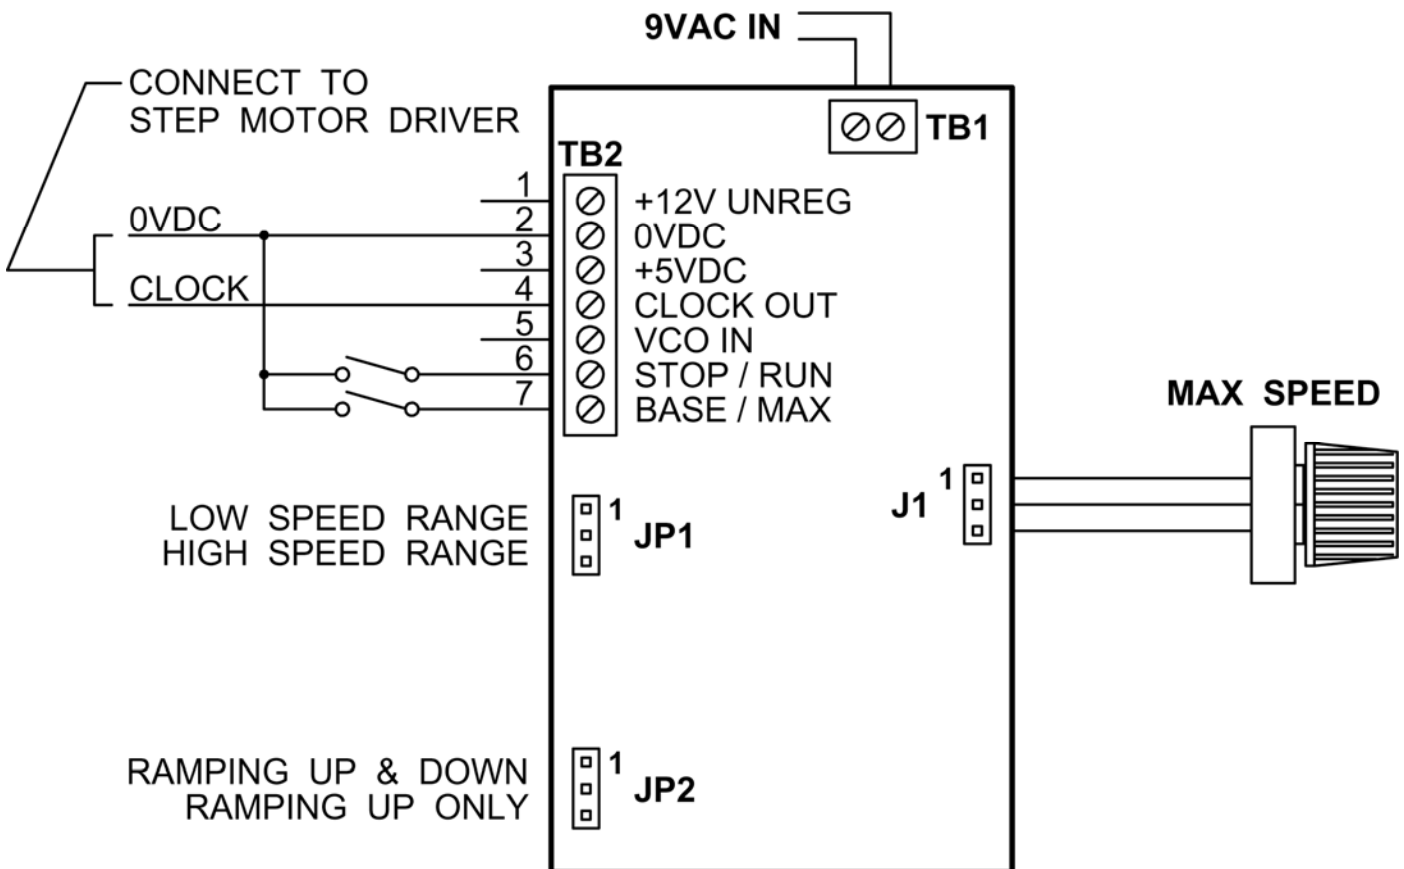 9VAC IN
CONNECT TO
STEP MOTOR DRIVER
TB1
TB2
1 +12V UNREG
0VDC 2 0VDC
3 +5VDC
CLOCK 4 CLOCK OUT
5 VCO IN
6 STOP / RUN
7 BASE / MAX
MAX SPEED
1
J1
LOW SPEED RANGE
HIGH SPEED RANGE
1
JP1
RAMPING UP & DOWN
RAMPING UP ONLY
1
JP2